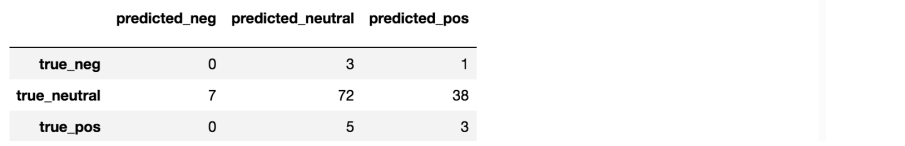 predicted_neg predicted_neutral predicted_pos
true_neg 0 3 1
true_neutral 7 72 38
true_pos 0 5 3